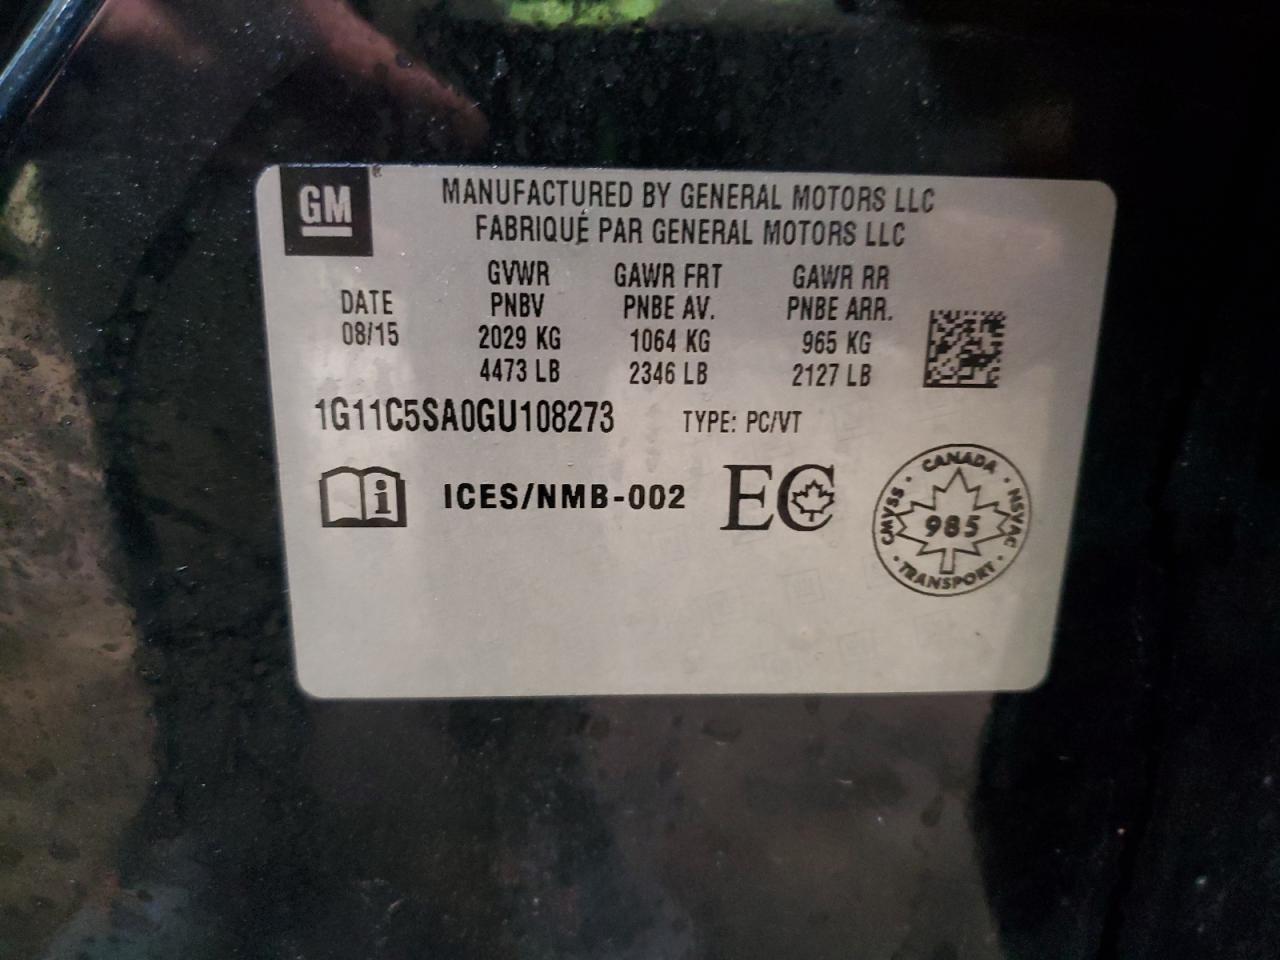 GM
MANUFACTURED BY GENERAL MOTORS LLC
FABRIQUÉ PAR GENERAL MOTORS LLC
DATE
08/15
GVWR
PNBV
2029 KG
4473 LB
GAWR FRT
PNBE AV.
1064 KG
2346 LB
GAWR RR
PNBE ARR.
965 KG
2127 LB
1G11C5SA0GU108273 TYPE: PC/VT
i
ICES/NMB-002
EC
CANADA
CMVSS
985
NSVAC
TRANSPORT